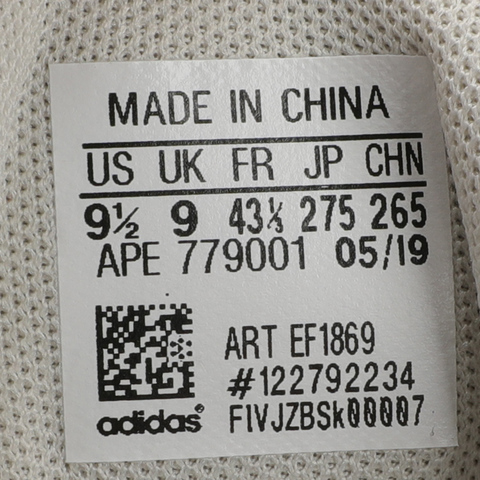 MADE IN CHINA
US UK FR JP CHN
9½ 9 43⅓ 275 265
APE 779001 05/19
ART EF1869
#122792234
FIVJZBSk00007
adidas®